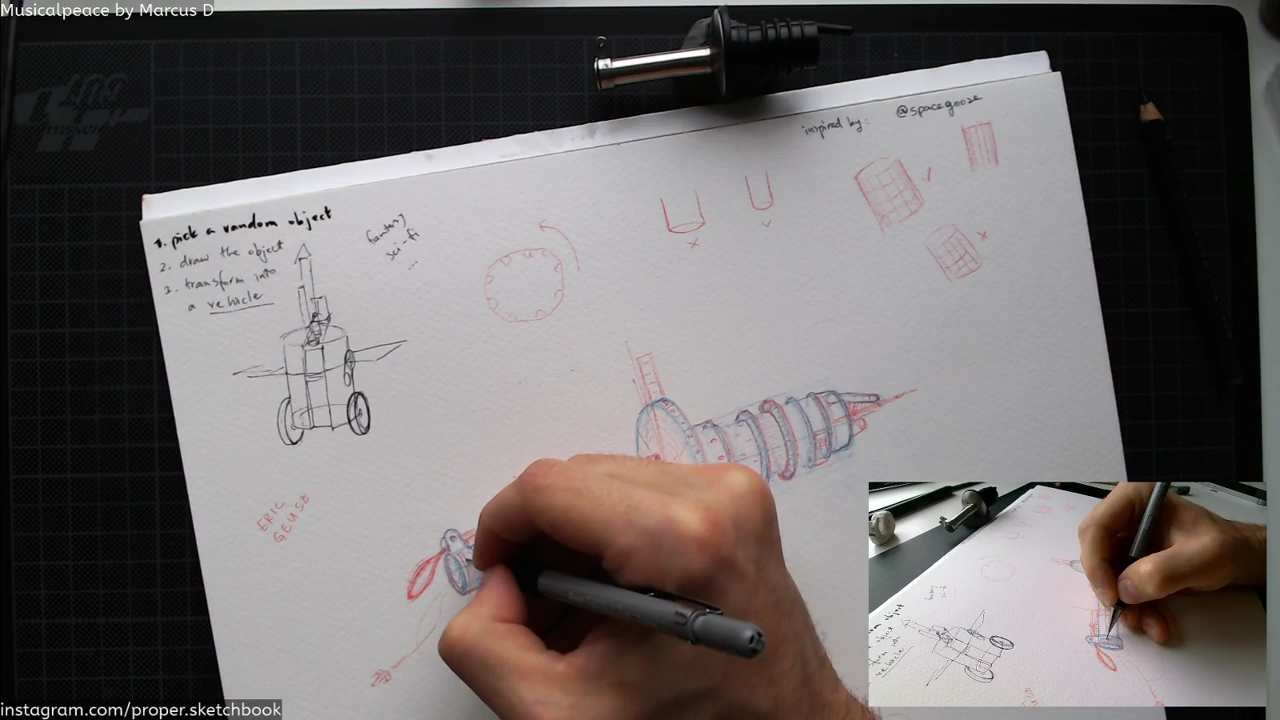 Musicalpeace by Marcus D
inspired by: @spacegoose
1. pick a random object
2. draw the object
3. transform into
a vehicle
fantasy
sci-fi
...
ERIC
GEUSZ
instagram.com/proper.sketchbook